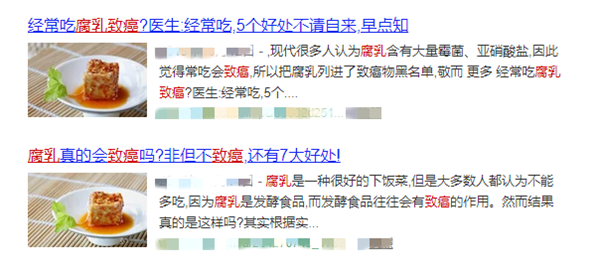 经常吃腐乳致癌?医生:经常吃,5个好处不请自来,早点知
- ,现代很多人认为腐乳含有大量霉菌、亚硝酸盐,因此
觉得常吃会致癌,所以把腐乳列进了致癌物黑名单,敬而 更多 经常吃腐乳
致癌?医生:经常吃,5个....
腐乳真的会致癌吗?非但不致癌,还有7大好处!
- 腐乳是一种很好的下饭菜,但是大多数人都认为不能
多吃,因为腐乳是发酵食品,而发酵食品往往会有致癌的作用。然而结果
真的是这样吗?其实根据实...